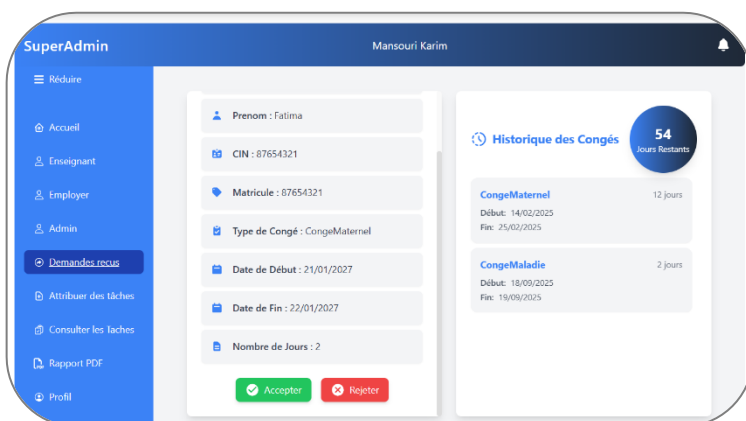 SuperAdmin
Mansouri Karim
Réduire
Accueil
Enseignant
Employer
Admin
Demandes recus
Attribuer des tâches
Consulter les Taches
Rapport PDF
Profil
Prenom : Fatima
CIN : 87654321
Matricule : 87654321
Type de Congé : CongeMaternel
Date de Début : 21/01/2027
Date de Fin : 22/01/2027
Nombre de Jours : 2
Accepter
Rejeter
Historique des Congés
54
Jours Restants
CongeMaternel
12 jours
Début: 14/02/2025
Fin: 25/02/2025
CongeMaladie
2 jours
Début: 18/09/2025
Fin: 19/09/2025